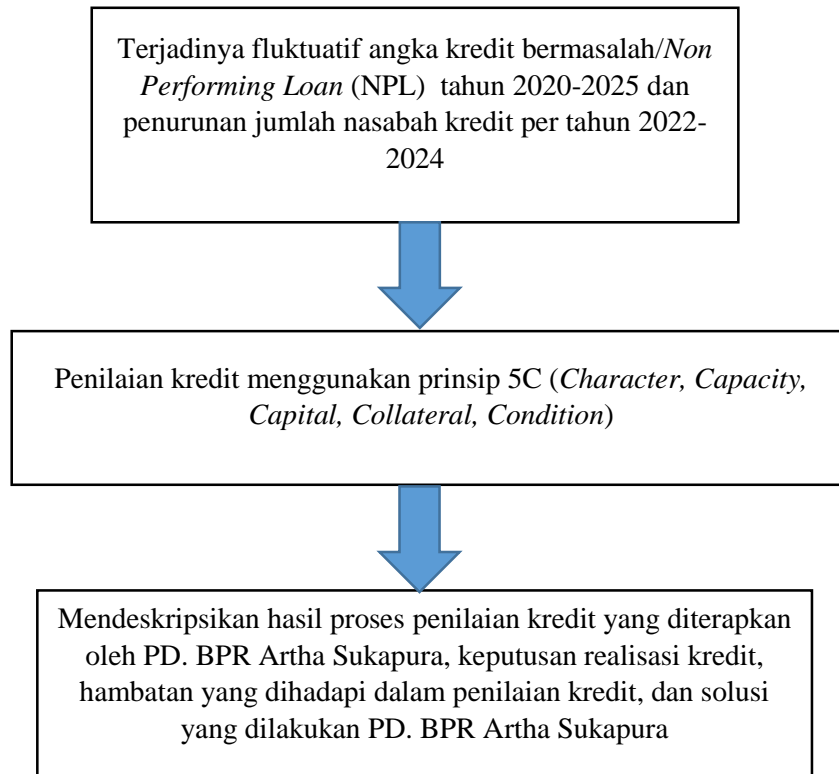 Terjadinya fluktuatif angka kredit bermasalah/Non
Performing Loan (NPL) tahun 2020-2025 dan
penurunan jumlah nasabah kredit per tahun 2022-
2024
Penilaian kredit menggunakan prinsip 5C (Character, Capacity,
Capital, Collateral, Condition)
Mendeskripsikan hasil proses penilaian kredit yang diterapkan
oleh PD. BPR Artha Sukapura, keputusan realisasi kredit,
hambatan yang dihadapi dalam penilaian kredit, dan solusi
yang dilakukan PD. BPR Artha Sukapura